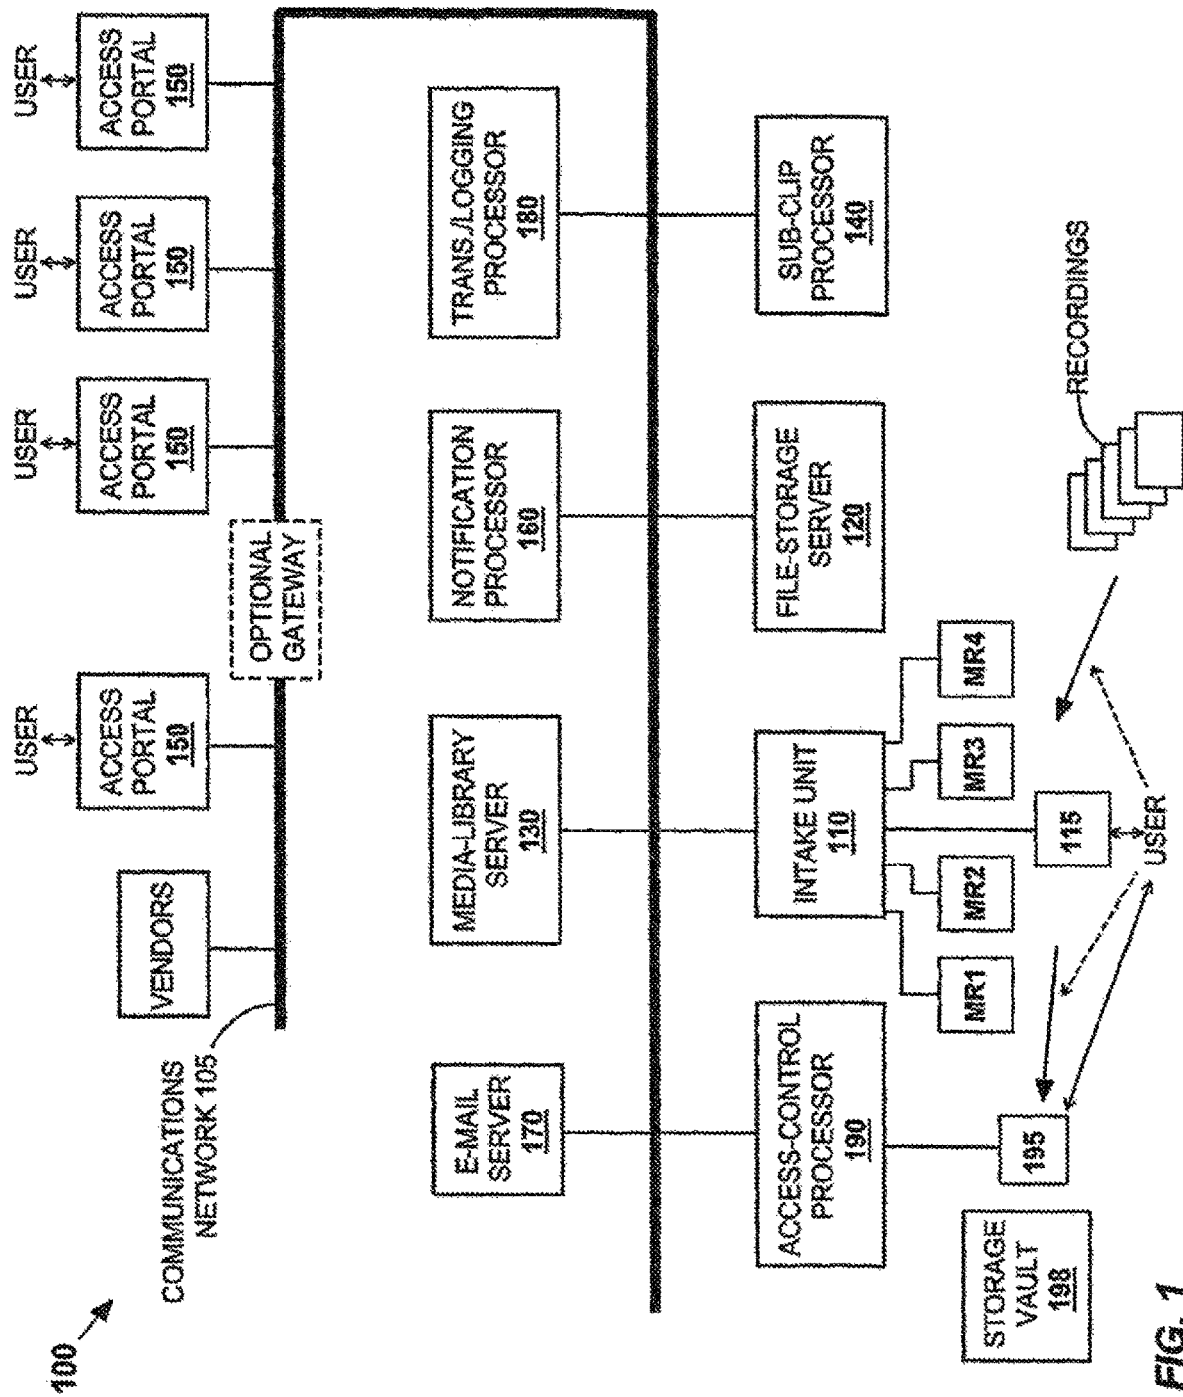 100
COMMUNICATIONS
NETWORK 105
VENDORS
USER
ACCESS
PORTAL
150
OPTIONAL
GATEWAY
USER
ACCESS
PORTAL
150
USER
ACCESS
PORTAL
150
USER
ACCESS
PORTAL
150
E-MAIL
SERVER
170
MEDIA-LIBRARY
SERVER
130
NOTIFICATION
PROCESSOR
160
TRANS./LOGGING
PROCESSOR
180
ACCESS-CONTROL
PROCESSOR
190
INTAKE UNIT
110
FILE-STORAGE
SERVER
120
SUB-CLIP
PROCESSOR
140
MR1
MR2
MR3
MR4
STORAGE
VAULT
198
195
115
USER
RECORDINGS
FIG. 1